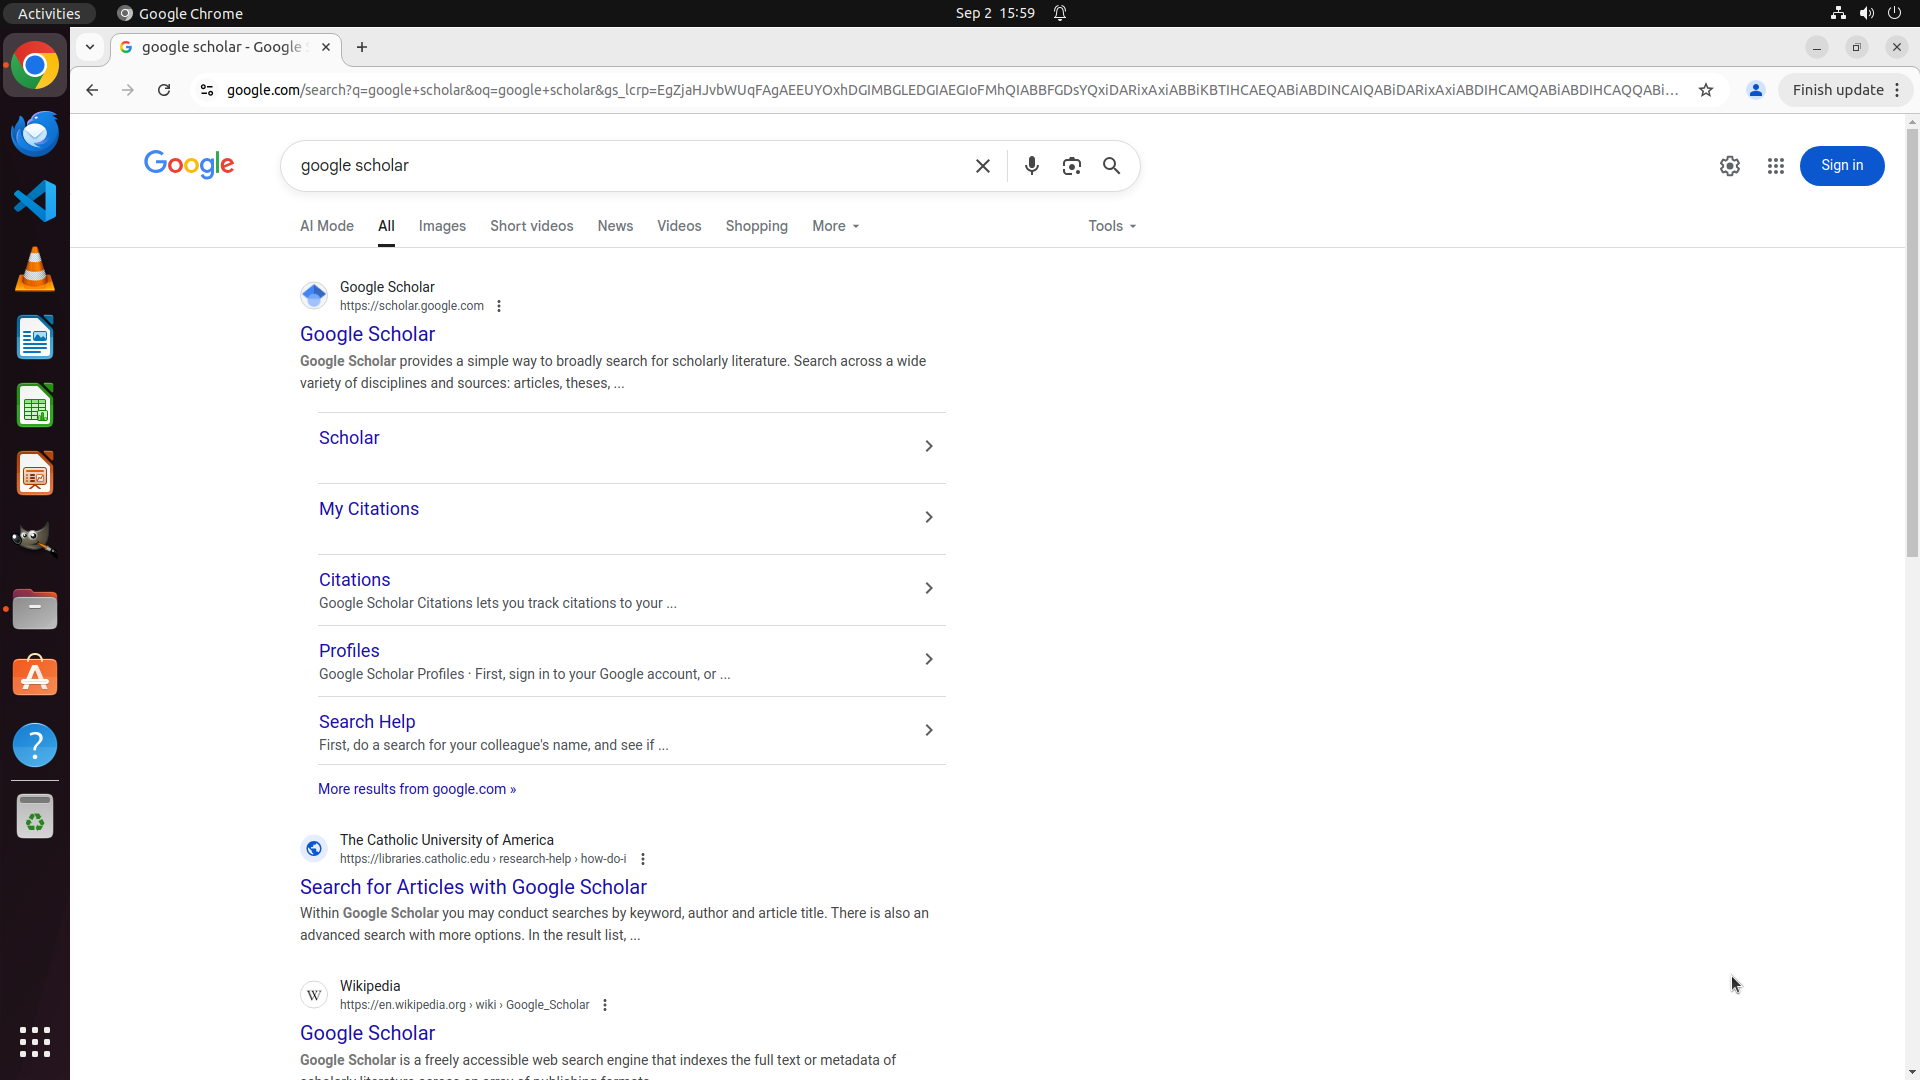 Activities
Google Chrome
Sep 2 15:59
google scholar - Google S
google.com/search?q=google+scholar&oq=google+scholar&gs_lcrp=EgZjaHJvbWUqFAgAEEUYOxhDGIMBGLEDGIAEGIoFMhQIABBFGDsYQxiDARixAxiABBiKBTIHCAEQABiABDINCAIQABiDARixAxiABDIHCAMQABiABDIHCAQQABi...
Finish update
Google
google scholar
Sign in
AI Mode
All
Images
Short videos
News
Videos
Shopping
More
Tools
Google Scholar
https://scholar.google.com
Google Scholar
Google Scholar provides a simple way to broadly search for scholarly literature. Search across a wide
variety of disciplines and sources: articles, theses, ...
Scholar
My Citations
Citations
Google Scholar Citations lets you track citations to your ...
Profiles
Google Scholar Profiles · First, sign in to your Google account, or ...
Search Help
First, do a search for your colleague's name, and see if ...
More results from google.com »
The Catholic University of America
https://libraries.catholic.edu › research-help › how-do-i
Search for Articles with Google Scholar
Within Google Scholar you may conduct searches by keyword, author and article title. There is also an
advanced search with more options. In the result list, ...
W
Wikipedia
https://en.wikipedia.org › wiki › Google_Scholar
Google Scholar
Google Scholar is a freely accessible web search engine that indexes the full text or metadata of
scholarly literature across an array of publishing formats